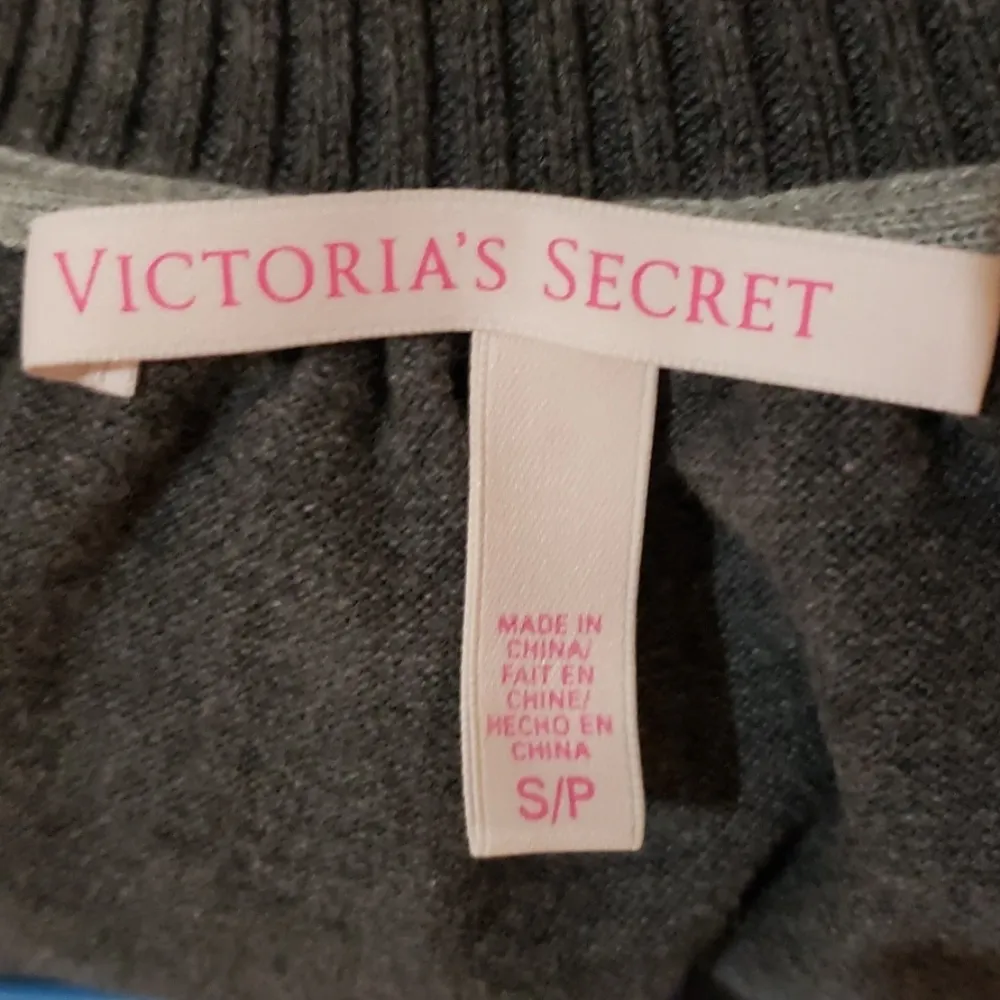 VICTORIA'S SECRET
MADE IN
CHINA/
FAIT EN
CHINE/
HECHO EN
CHINA
S/P